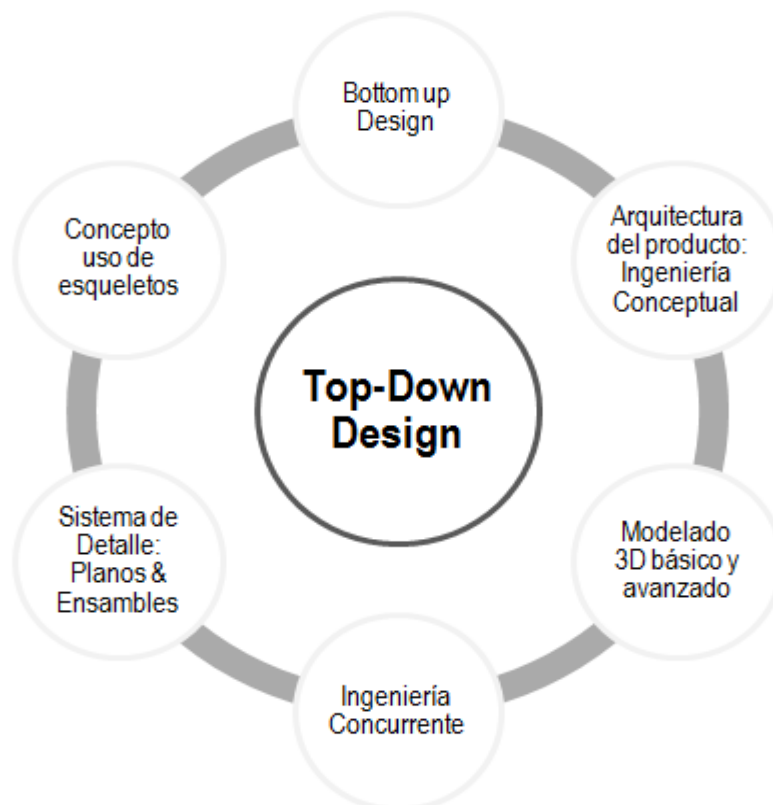 Bottom up
Design
Arquitectura
del producto:
Ingeniería
Conceptual
Modelado
3D básico y
avanzado
Ingeniería
Concurrente
Sistema de
Detalle:
Planos &
Ensambles
Concepto
uso de
esqueletos
Top-Down
Design